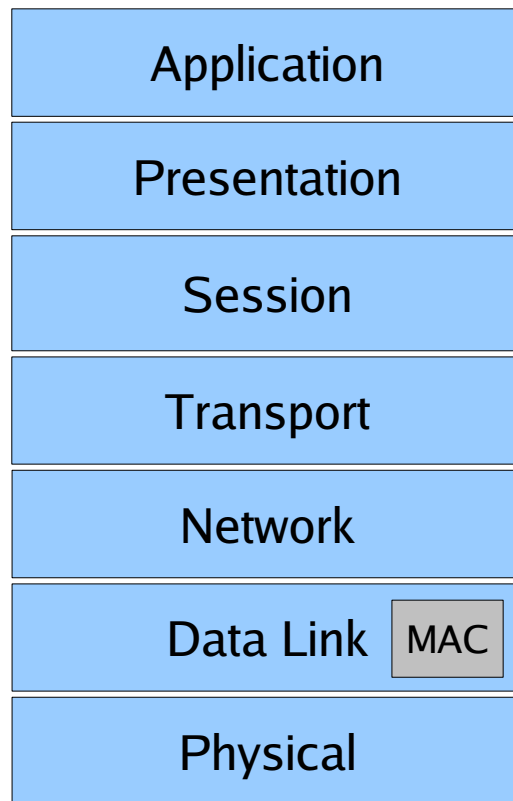 Application
Presentation
Session
Transport
Network
Data Link MAC
Physical